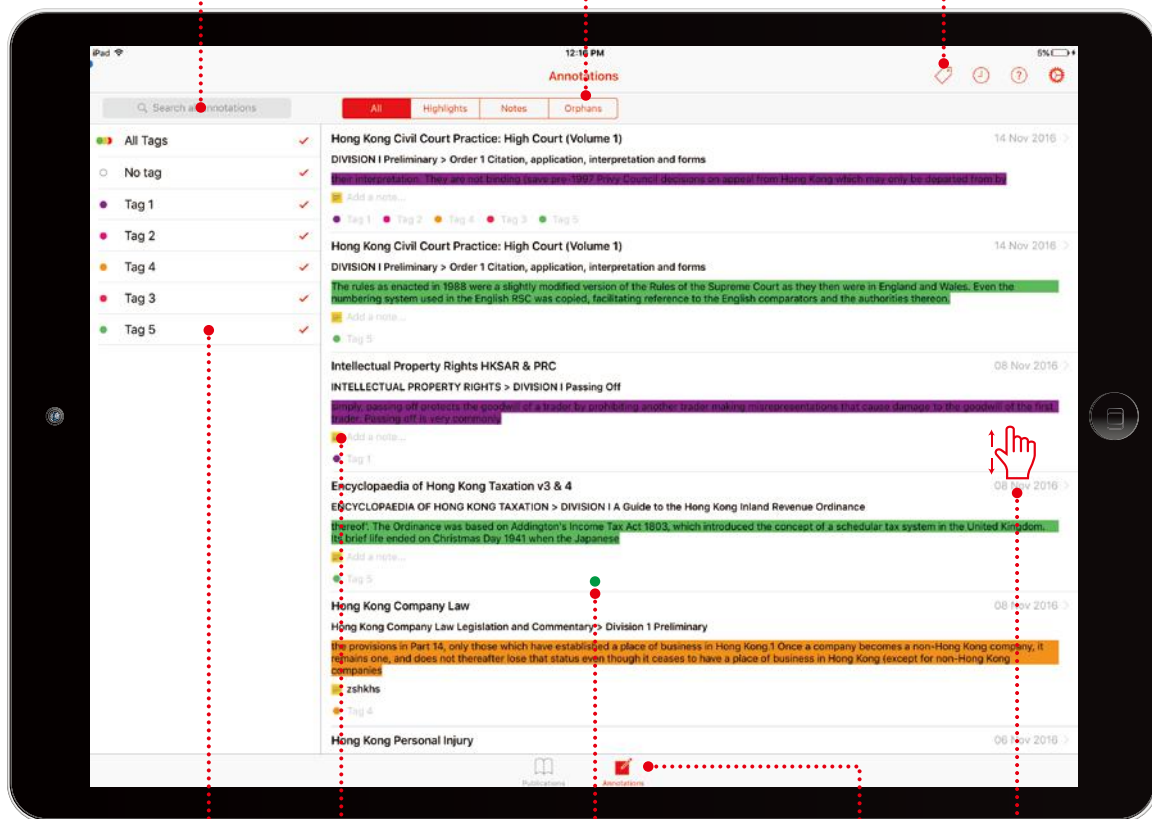 iPad
12:16 PM
5%
Annotations
Search all annotations
All
Highlights
Notes
Orphans
All Tags
No tag
Tag 1
Tag 2
Tag 4
Tag 3
Tag 5
Hong Kong Civil Court Practice: High Court (Volume 1)
14 Nov 2016
DIVISION I Preliminary > Order 1 Citation, application, interpretation and forms
their interpretation. They are not binding (save pre-1997 Privy Council decisions on appeal from Hong Kong which may only be departed from by
Add a note...
Tag 1 Tag 2 Tag 4 Tag 3 Tag 5
Hong Kong Civil Court Practice: High Court (Volume 1)
14 Nov 2016
DIVISION I Preliminary > Order 1 Citation, application, interpretation and forms
The rules as enacted in 1988 were a slightly modified version of the Rules of the Supreme Court as they then were in England and Wales. Even the
numbering system used in the English RSC was copied, facilitating reference to the English comparators and the authorities thereon.
Add a note...
Tag 5
Intellectual Property Rights HKSAR & PRC
08 Nov 2016
INTELLECTUAL PROPERTY RIGHTS > DIVISION I Passing Off
simply, passing off protects the goodwill of a trader by prohibiting another trader making misrepresentations that cause damage to the goodwill of the first
trader. Passing off is very commonly
Add a note...
Tag 1
Encyclopaedia of Hong Kong Taxation v3 & 4
08 Nov 2016
ENCYCLOPAEDIA OF HONG KONG TAXATION > DIVISION I A Guide to the Hong Kong Inland Revenue Ordinance
thereof'. The Ordinance was based on Addington's Income Tax Act 1803, which introduced the concept of a schedular tax system in the United Kingdom.
Its brief life ended on Christmas Day 1941 when the Japanese
Add a note...
Tag 5
Hong Kong Company Law
08 Nov 2016
Hong Kong Company Law Legislation and Commentary > Division 1 Preliminary
the provisions in Part 14, only those which have established a place of business in Hong Kong.1 Once a company becomes a non-Hong Kong company, it
remains one, and does not thereafter lose that status even though it ceases to have a place of business in Hong Kong (except for non-Hong Kong
companies
zshkhs
Tag 4
Hong Kong Personal Injury
06 Nov 2016
Publications
Annotations